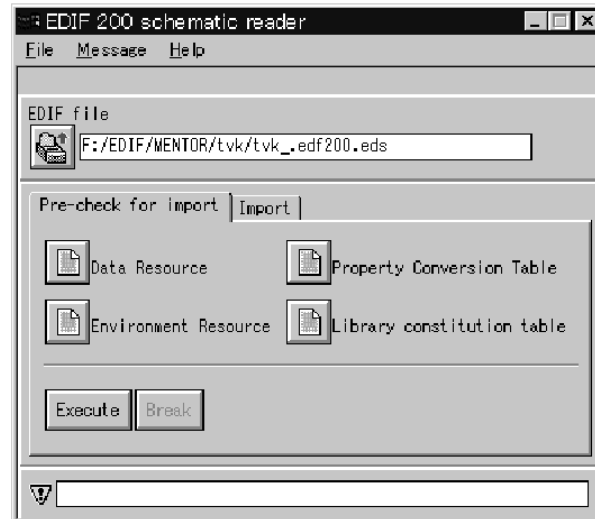 EDIF 200 schematic reader
File Message Help
EDIF file
F:/EDIF/MENTOR/tvk/tvk_.edf200.eds
Pre-check for import Import
Data Resource Property Conversion Table
Environment Resource Library constitution table
Execute Break